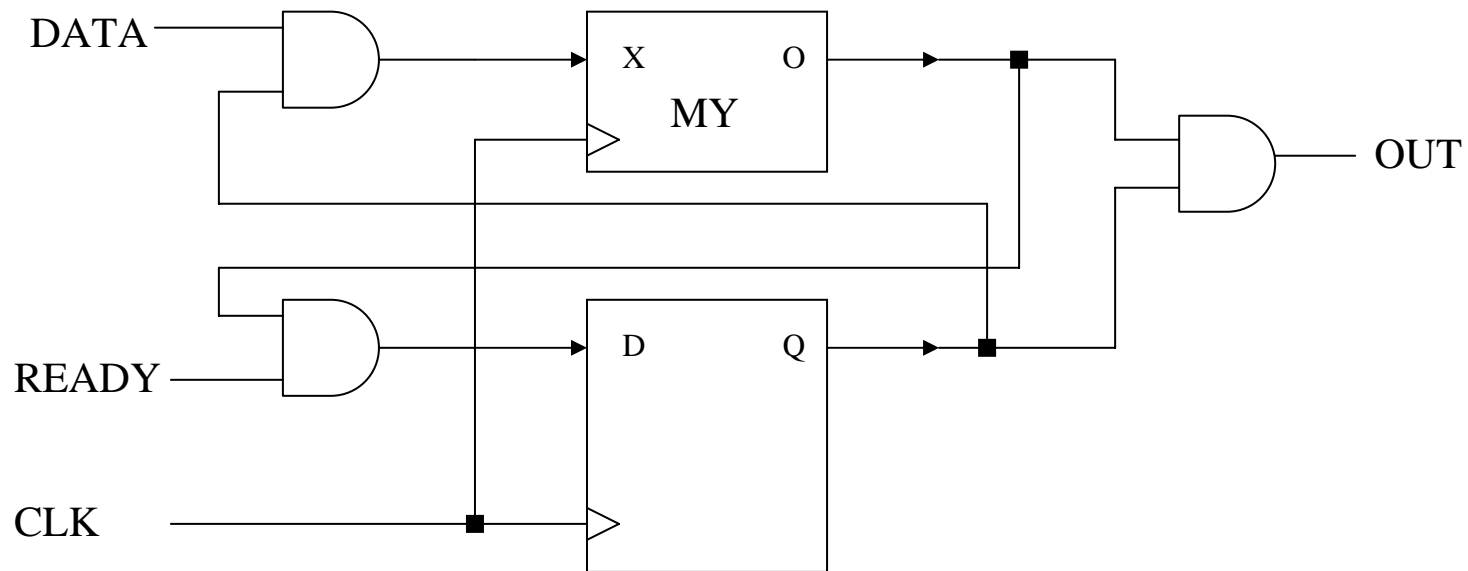 DATA
X O
MY
OUT
D Q
READY
CLK